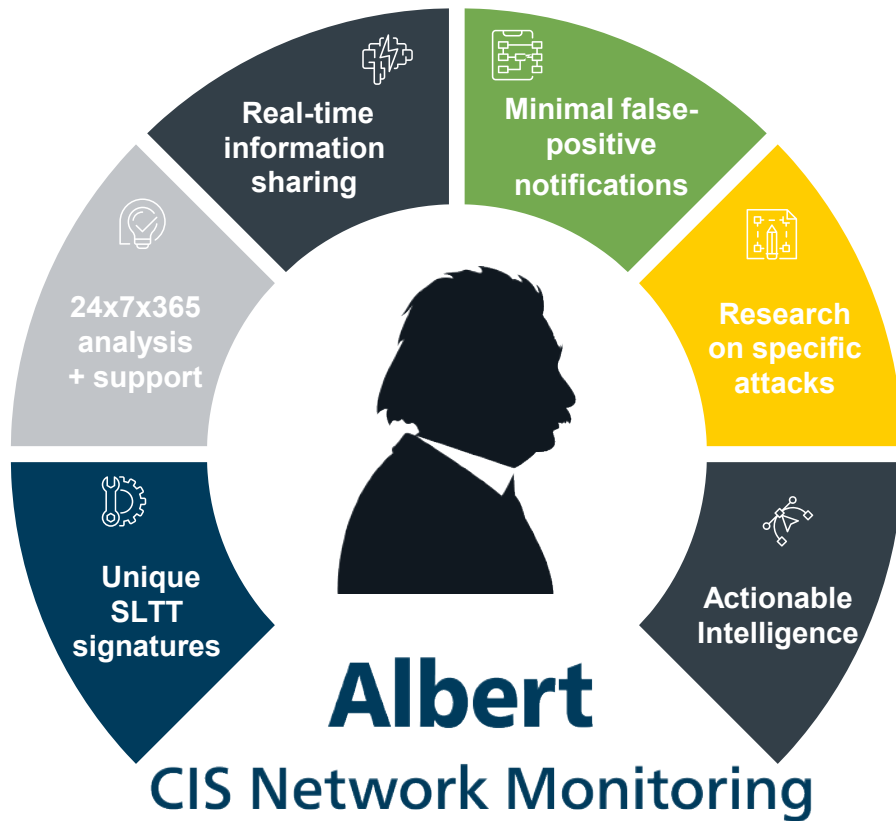 Real-time
information
sharing
Minimal false-
positive
notifications
24x7x365
analysis
+ support
Research
on specific
attacks
Unique
SLTT
signatures
Actionable
Intelligence
Albert
CIS Network Monitoring